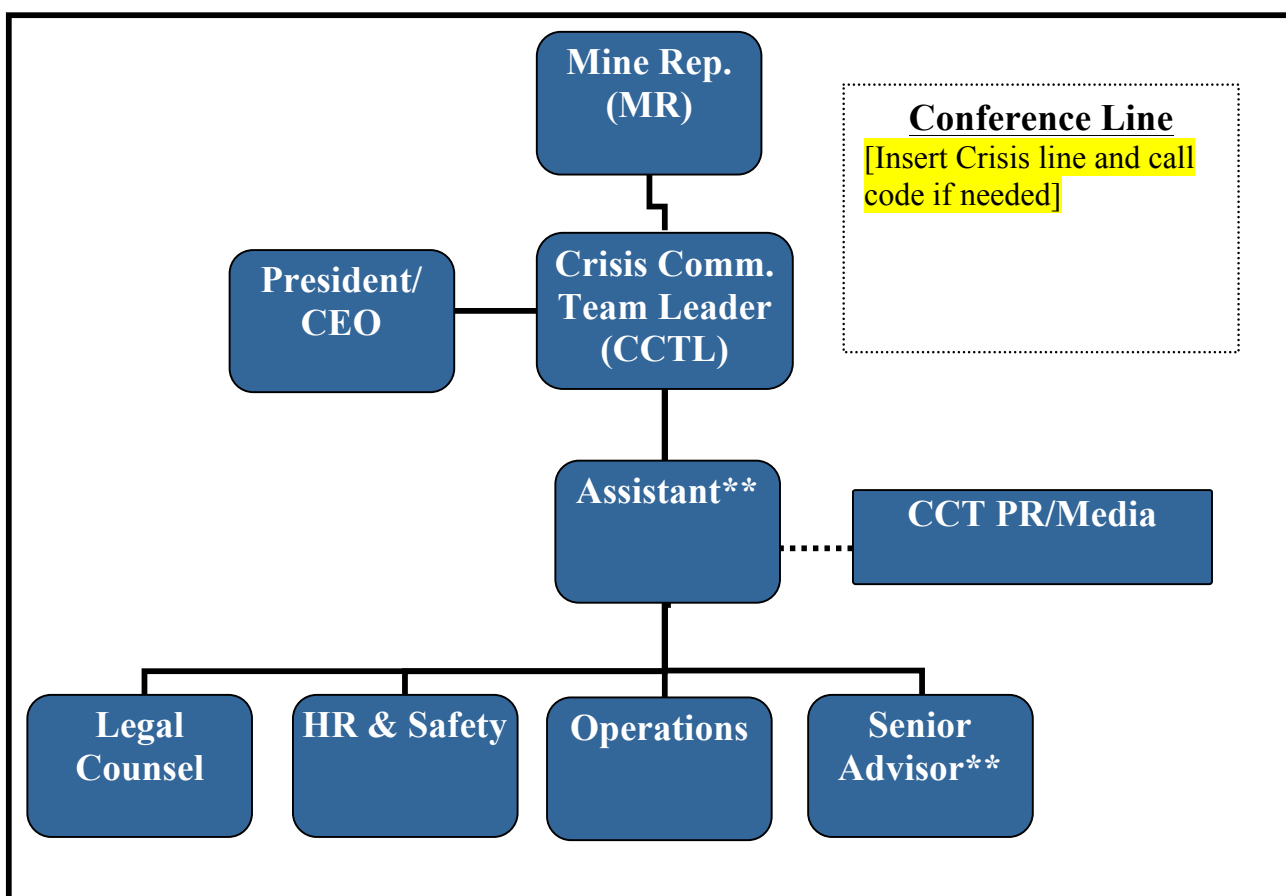 Mine Rep.
(MR)
Conference Line
[Insert Crisis line and call
code if needed]
President/
CEO
Crisis Comm.
Team Leader
(CCTL)
Assistant**
CCT PR/Media
Legal
Counsel
HR & Safety
Operations
Senior
Advisor**